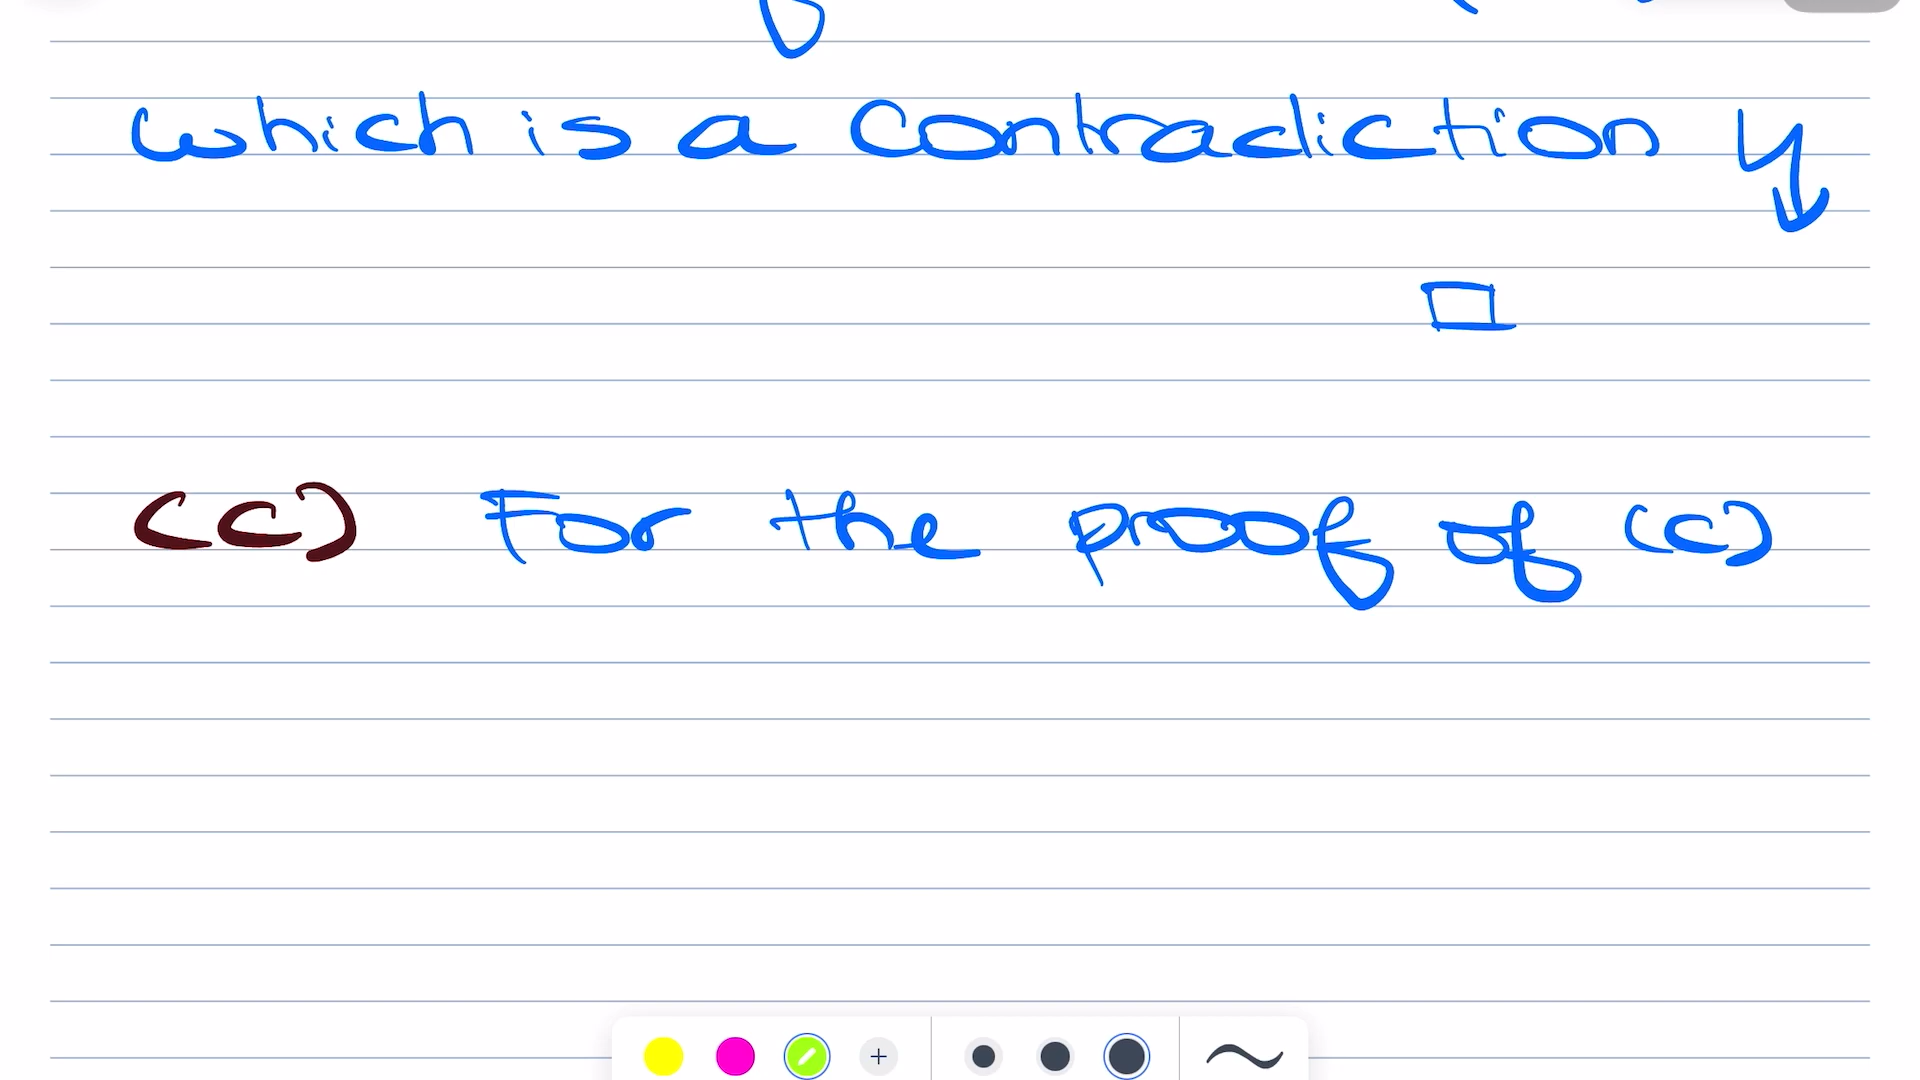 which is a contradiction
□
(c) For the proof of (c)